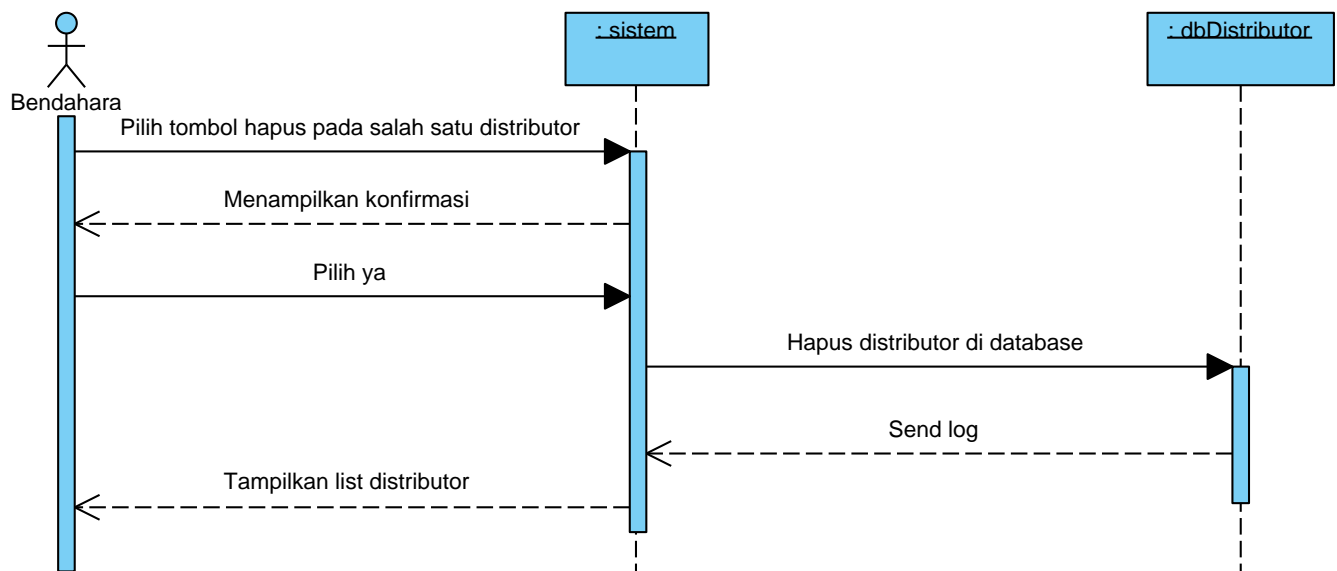 : sistem
: dbDistributor
Bendahara
Pilih tombol hapus pada salah satu distributor
Menampilkan konfirmasi
Pilih ya
Hapus distributor di database
Send log
Tampilkan list distributor